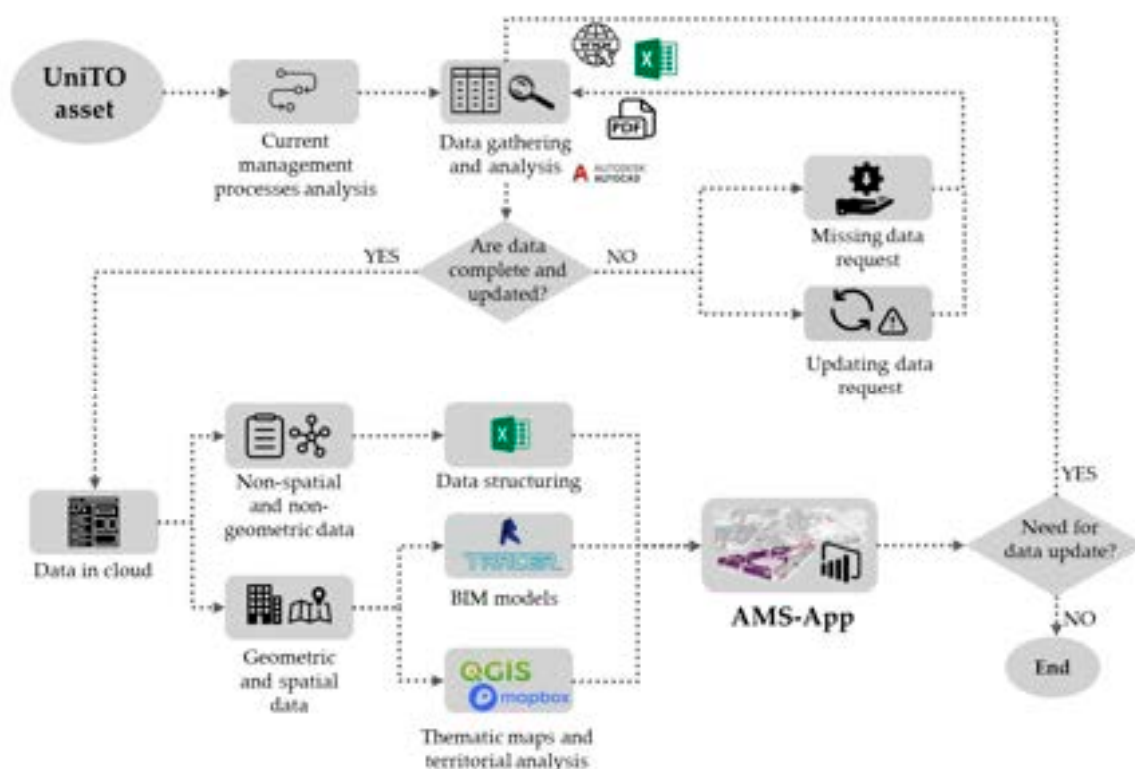 UniTO
asset
Current
management
processes analysis
Data gathering
and analysis
PDF
AUTODESK
AUTOCAD
Missing data
request
Updating data
request
YES
Are data
complete and
updated?
NO
Data in cloud
Non-spatial
and non-
geometric data
Data structuring
TRACER
BIM models
Geometric
and spatial
data
QGIS
mapbox
Thematic maps and
territorial analysis
AMS-App
YES
Need for
data update?
NO
End